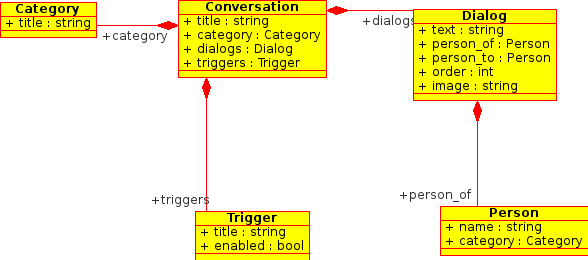 Category
+ title : string
+category
Conversation
+ title : string
+ category : Category
+ dialogs : Dialog
+ triggers : Trigger
+dialogs
Dialog
+ text : string
+ person_of : Person
+ person_to : Person
+ order : int
+ image : string
+triggers
+person_of
Trigger
+ title : string
+ enabled : bool
Person
+ name : string
+ category : Category